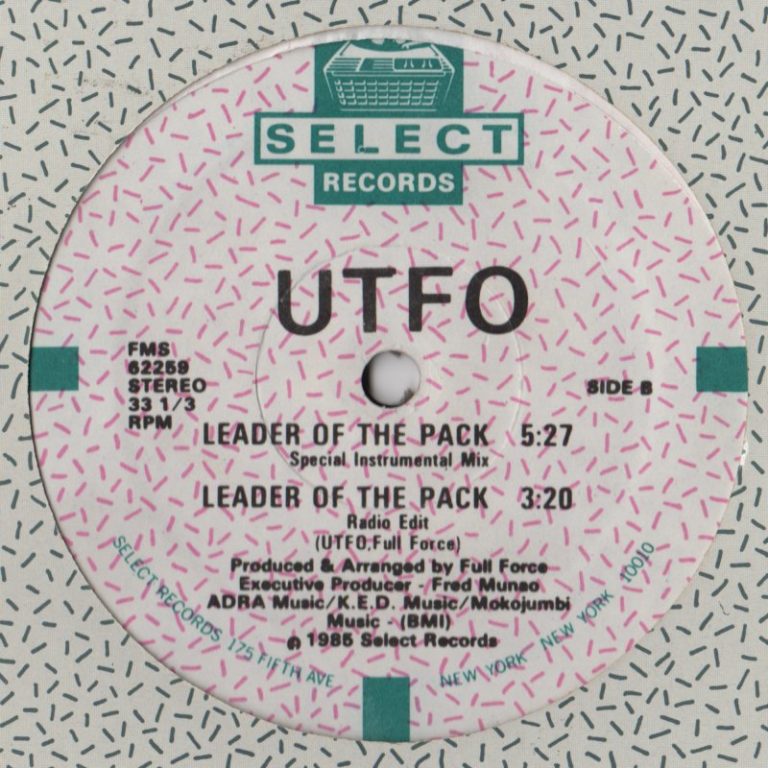 SELECT
RECORDS
UTFO
FMS
62259
STEREO
33 1/3
RPM
SIDE B
LEADER OF THE PACK 5:27
Special Instrumental Mix
LEADER OF THE PACK 3:20
Radio Edit
(UTFO,Full Force)
Produced & Arranged by Full Force
Executive Producer - Fred Munao
ADRA Music/K.E.D. Music/Mokojumbi
Music - (BMI)
℗ 1985 Select Records
SELECT RECORDS 175 FIFTH AVE NEW YORK NEW YORK 10010